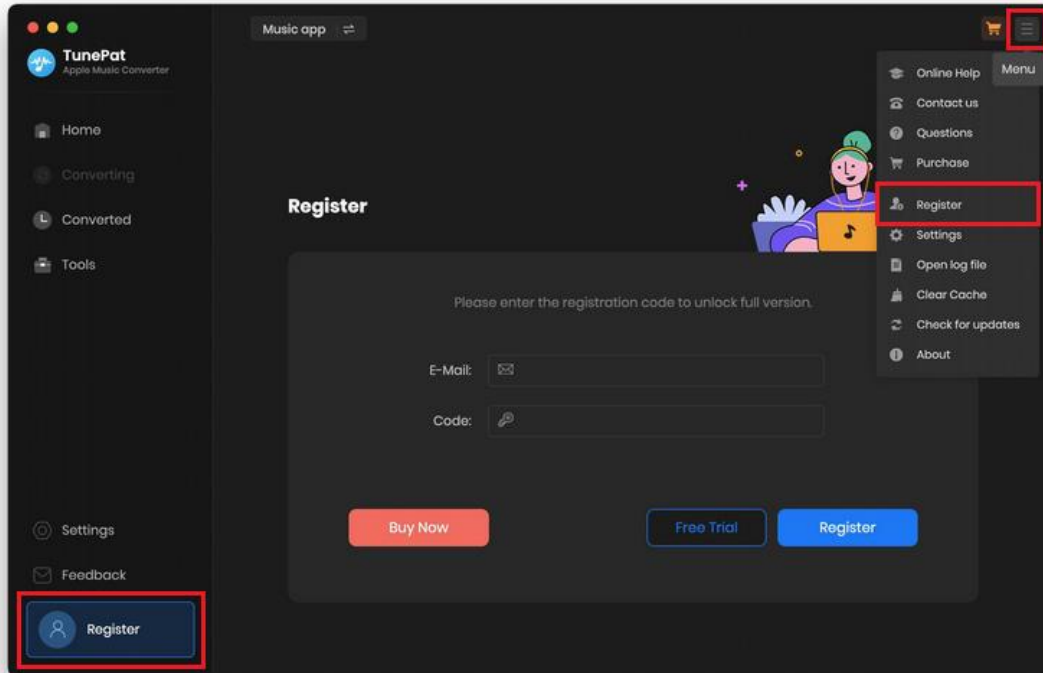 Music app
TunePat
Apple Music Converter
Home
Converting
Converted
Tools
Settings
Feedback
Register
Register
Please enter the registration code to unlock full version.
E-Mail:
Code:
Buy Now
Free Trial
Register
Menu
Online Help
Contact us
Questions
Purchase
Register
Settings
Open log file
Clear Cache
Check for updates
About